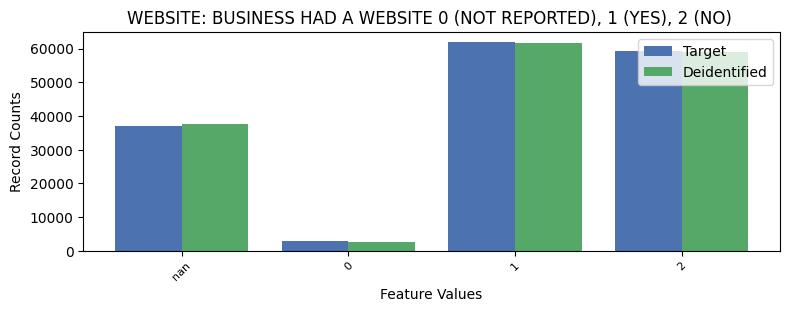 WEBSITE: BUSINESS HAD A WEBSITE 0 (NOT REPORTED), 1 (YES), 2 (NO)
Target
Deidentified
Record Counts
60000
50000
40000
30000
20000
10000
0
nan
0
1
2
Feature Values